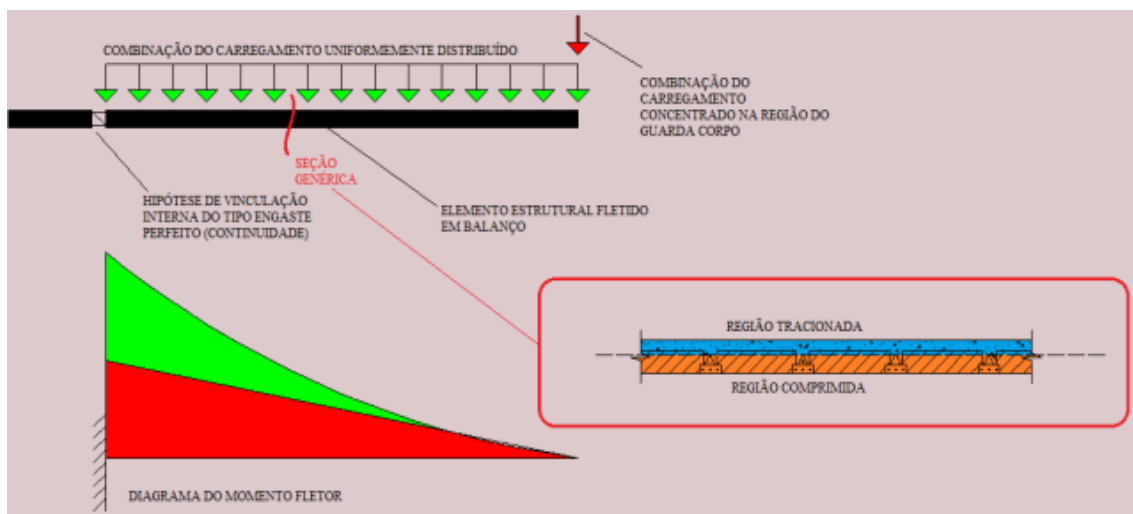 COMBINAÇÃO DO CARREGAMENTO UNIFORMEMENTE DISTRIBUÍDO
COMBINAÇÃO DO
CARREGAMENTO
CONCENTRADO NA REGIÃO DO
GUARDA CORPO
SEÇÃO
GENÉRICA
HIPÓTESE DE VINCULAÇÃO
INTERNA DO TIPO ENGASTE
PERFEITO (CONTINUIDADE)
ELEMENTO ESTRUTURAL FLETIDO
EM BALANÇO
REGIÃO TRACIONADA
REGIÃO COMPRIMIDA
DIAGRAMA DO MOMENTO FLETOR